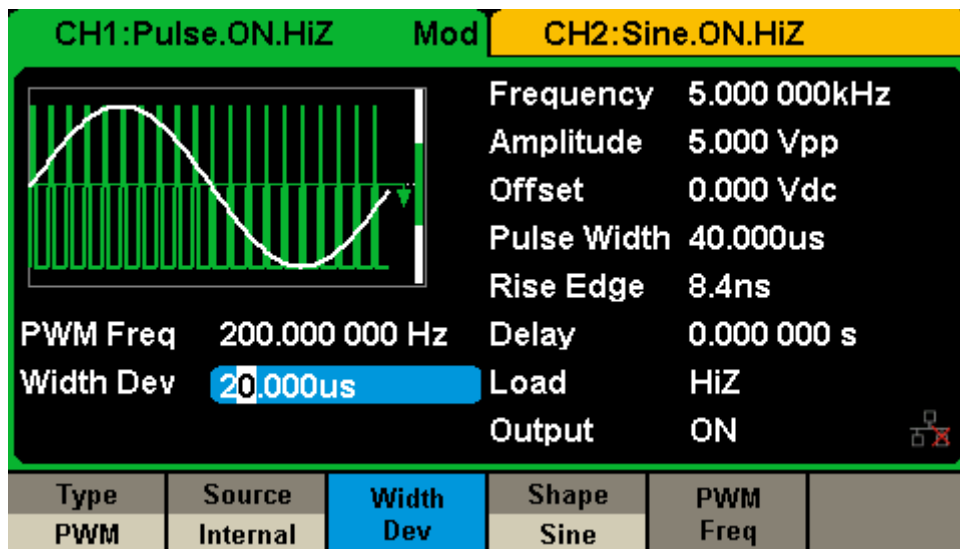 CH1:Pulse.ON.HiZ Mod CH2:Sine.ON.HiZ
Frequency 5.000 000kHz
Amplitude 5.000 Vpp
Offset 0.000 Vdc
Pulse Width 40.000us
Rise Edge 8.4ns
PWM Freq 200.000 000 Hz
Delay 0.000 000 s
Width Dev 20.000us
Load HiZ
Output ON
Type PWM
Source Internal
Width Dev
Shape Sine
PWM Freq